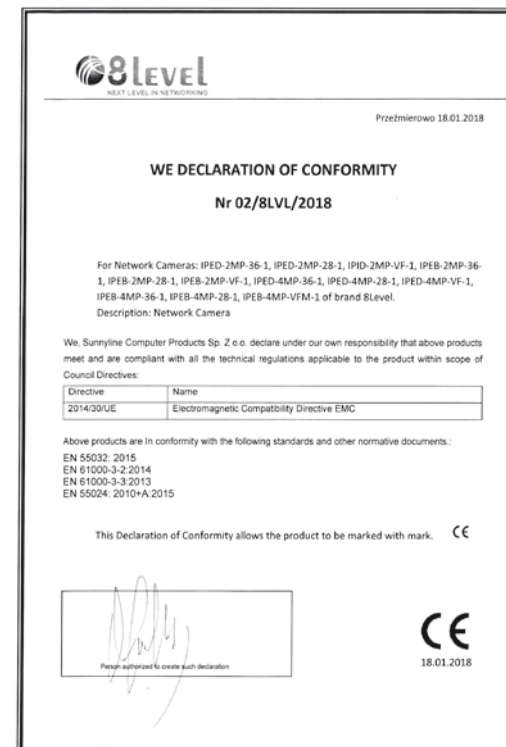 8level
NEXT LEVEL IN NETWORKING
Przeźmierowo 18.01.2018
WE DECLARATION OF CONFORMITY
Nr 02/8LVL/2018
For Network Cameras: IPED-2MP-36-1, IPED-2MP-28-1, IPID-2MP-VF-1, IPEB-2MP-36-
1, IPEB-2MP-28-1, IPEB-2MP-VF-1, IPED-4MP-36-1, IPED-4MP-28-1, IPED-4MP-VF-1,
IPEB-4MP-36-1, IPEB-4MP-28-1, IPEB-4MP-VFM-1 of brand 8Level.
Description: Network Camera
We, Sunnyline Computer Products Sp. Z o.o. declare under our own responsibility that above products
meet and are compliant with all the technical regulations applicable to the product within scope of
Council Directives:
Directive Name
2014/30/UE Electromagnetic Compatibility Directive EMC
Above products are In conformity with the following standards and other normative documents.:
EN 55032: 2015
EN 61000-3-2:2014
EN 61000-3-3:2013
EN 55024: 2010+A:2015
This Declaration of Conformity allows the product to be marked with mark. CE
Person authorized to create such declaration
CE
18.01.2018